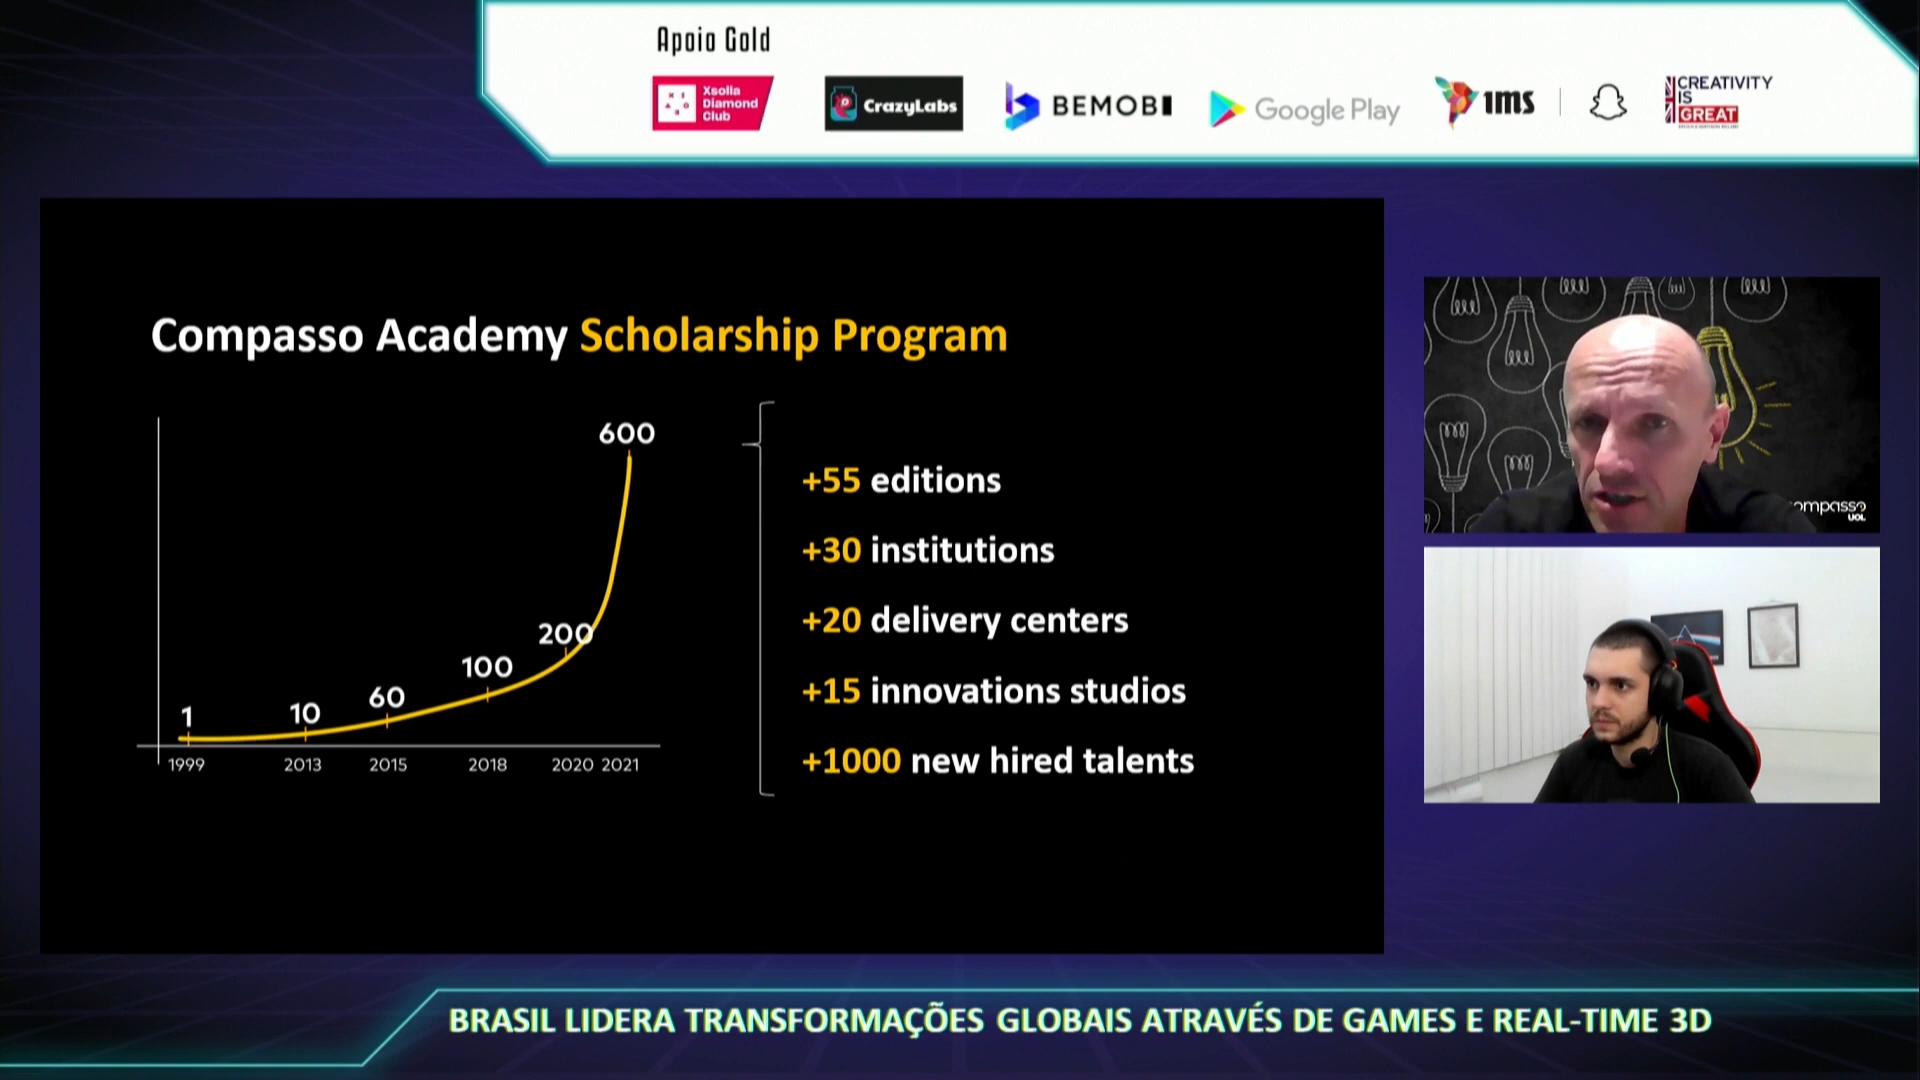 Apoio Gold
Xsolla
Diamond
Club
CrazyLabs
BEMOBI
Google Play
ims
CREATIVITY
IS
GREAT
Compasso Academy Scholarship Program
600
200
100
60
10
1
1999 2013 2015 2018 2020 2021
+55 editions
+30 institutions
+20 delivery centers
+15 innovations studios
+1000 new hired talents
ompasso
UOL
BRASIL LIDERA TRANSFORMAÇÕES GLOBAIS ATRAVÉS DE GAMES E REAL-TIME 3D